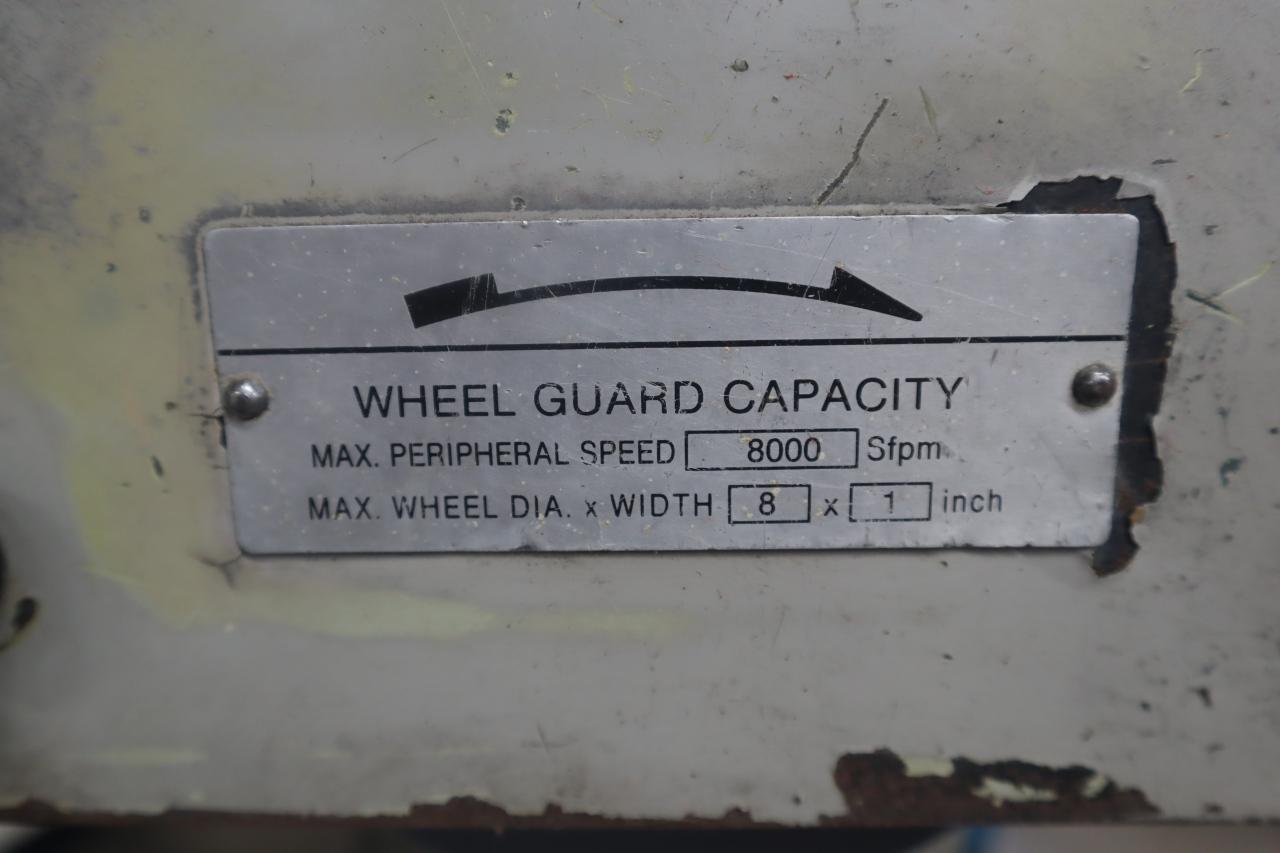 WHEEL GUARD CAPACITY
MAX. PERIPHERAL SPEED 8000 Sfpm
MAX. WHEEL DIA. x WIDTH 8 x 1 inch